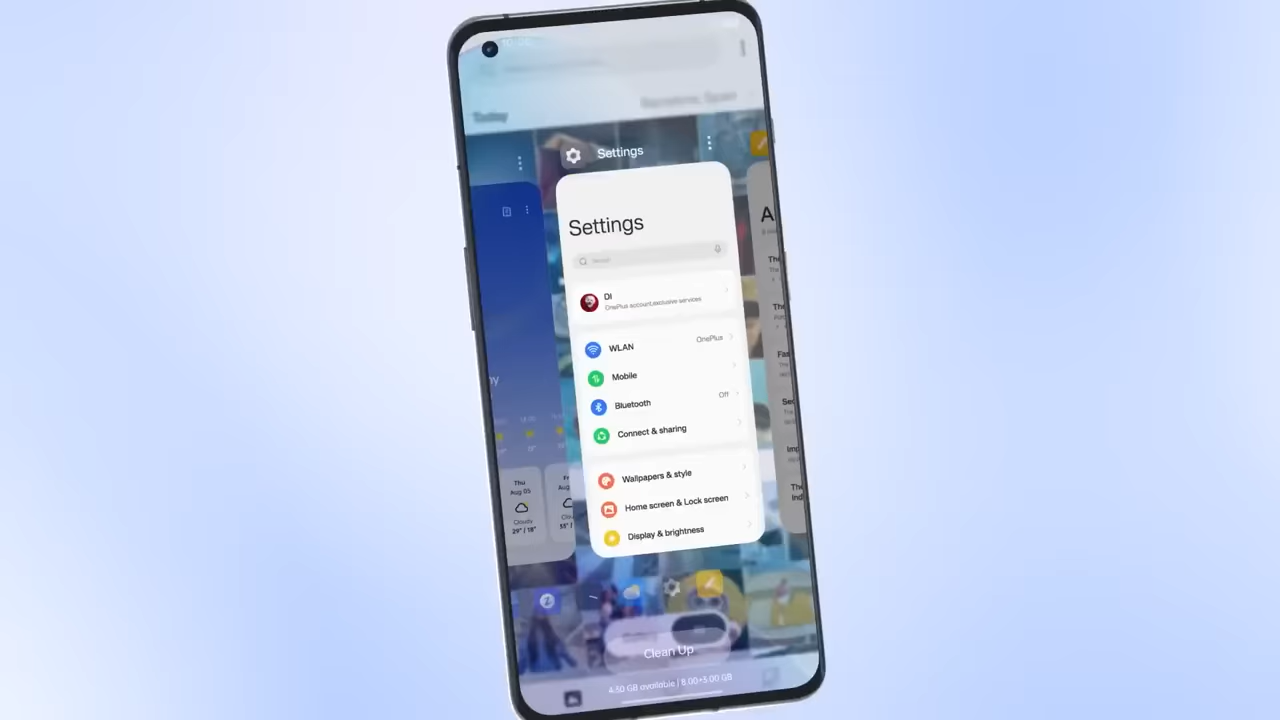 Today
Settings
Settings
DI
OnePlus account,exclusive services
WLAN
OnePlus
Mobile
Bluetooth
Off
Connect & sharing
Wallpapers & style
Home screen & Lock screen
Display & brightness
Thu
Aug 05
Cloudy
29° / 18°
A
Clean Up
4.50 GB available | 8.00+5.00 GB